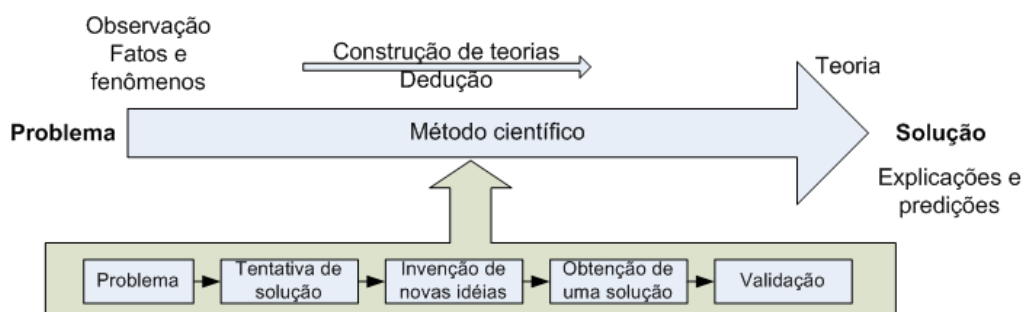 Observação
Fatos e
fenômenos
Construção de teorias
Dedução
Teoria
Problema
Método científico
Solução
Explicações e
predições
Problema
Tentativa de
solução
Invenção de
novas idéias
Obtenção de
uma solução
Validação